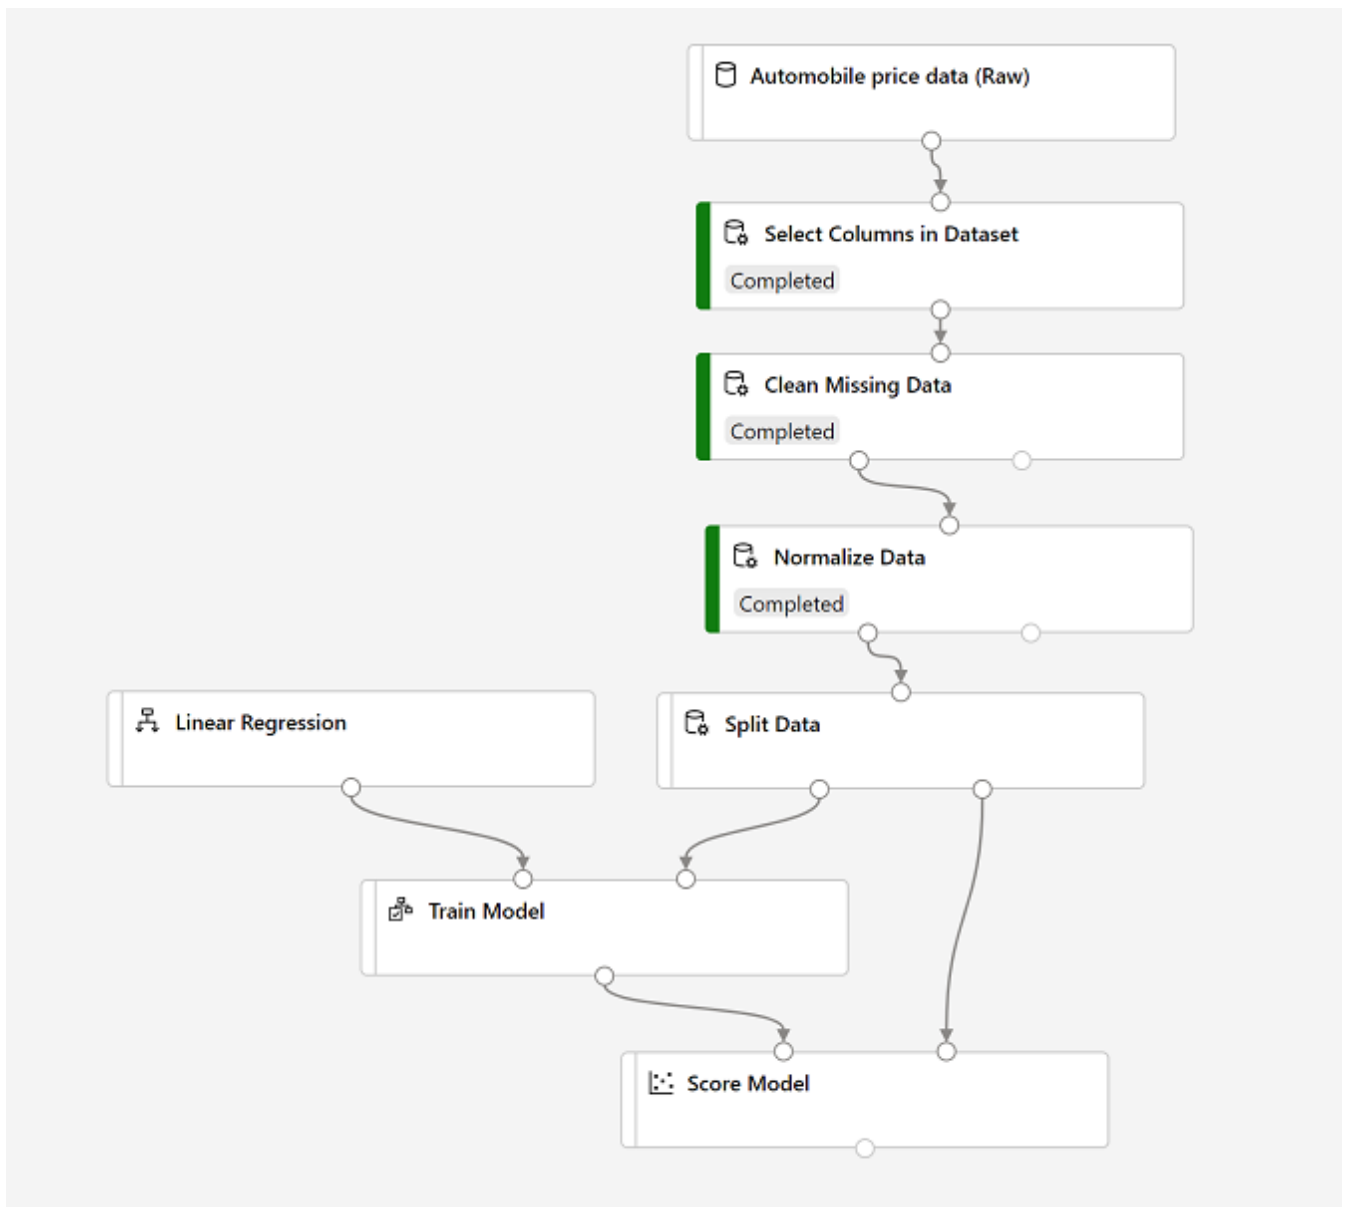 Automobile price data (Raw)
Select Columns in Dataset
Completed
Clean Missing Data
Completed
Normalize Data
Completed
Linear Regression
Split Data
Train Model
Score Model